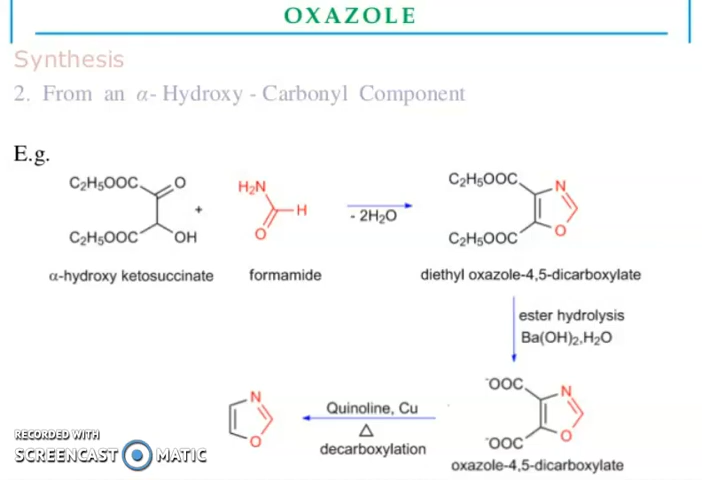 OXAZOLE
Synthesis
2. From an α- Hydroxy - Carbonyl Component
E.g.
C₂H₅OOC O
C₂H₅OOC OH
+
H₂N
H
O
- 2H₂O
C₂H₅OOC N
C₂H₅OOC O
α-hydroxy ketosuccinate
formamide
diethyl oxazole-4,5-dicarboxylate
ester hydrolysis
Ba(OH)₂.H₂O
⁻OOC N
⁻OOC O
oxazole-4,5-dicarboxylate
Quinoline, Cu
△
decarboxylation
N
O
RECORDED WITH
SCREENCAST O MATIC